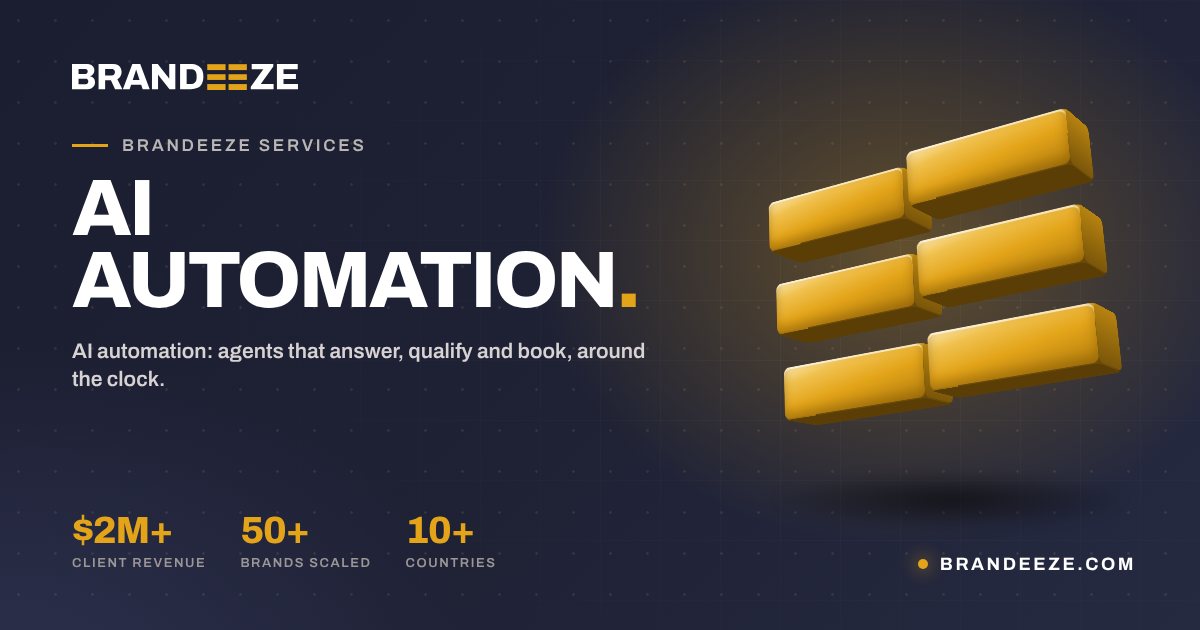 BRANDEEZE
BRANDEEZE SERVICES
AI
AUTOMATION.
AI automation: agents that answer, qualify and book, around
the clock.
$2M+ 50+ 10+
CLIENT REVENUE BRANDS SCALED COUNTRIES
BRANDEEZE.COM